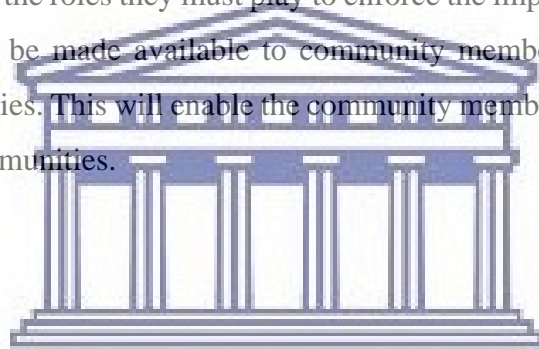 the roles they must play to enforce the imp
be made available to community memb
ies. This will enable the community memb
munities.